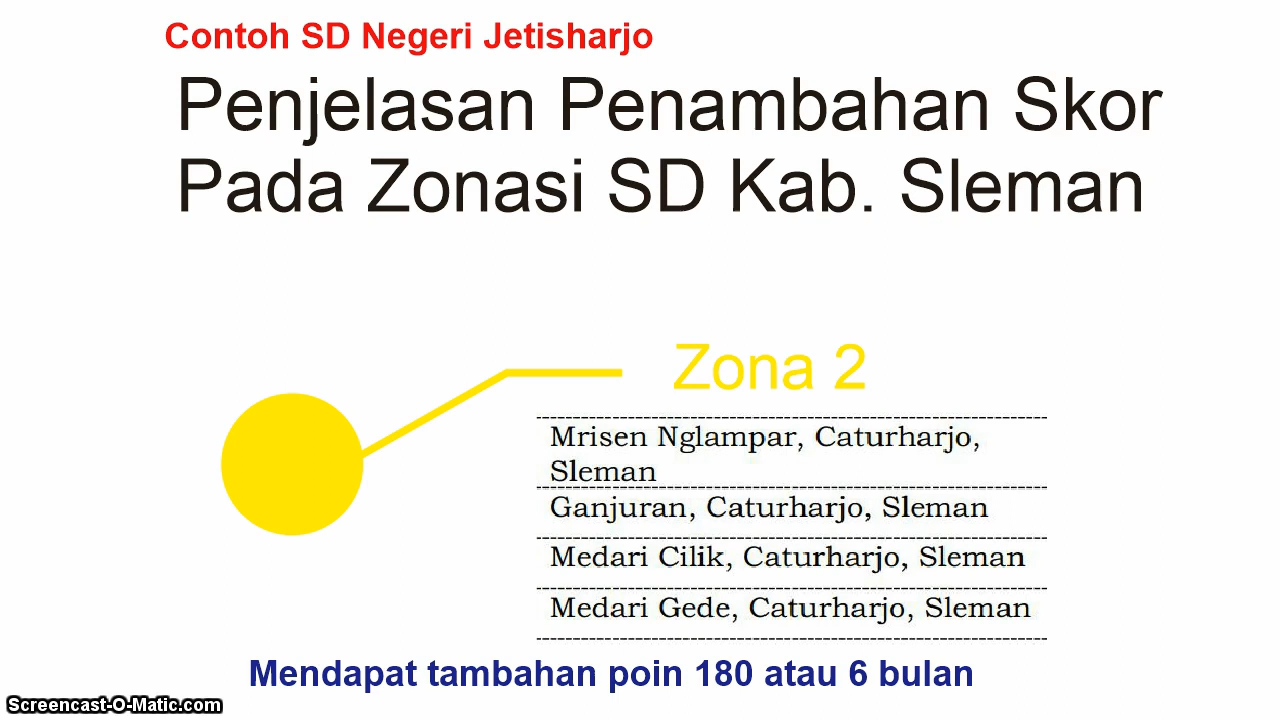 Contoh SD Negeri Jetisharjo
Penjelasan Penambahan Skor
Pada Zonasi SD Kab. Sleman
Zona 2
Mrisen Nglampar, Caturharjo,
Sleman
Ganjuran, Caturharjo, Sleman
Medari Cilik, Caturharjo, Sleman
Medari Gede, Caturharjo, Sleman
Mendapat tambahan poin 180 atau 6 bulan
Screencast-O-Matic.com